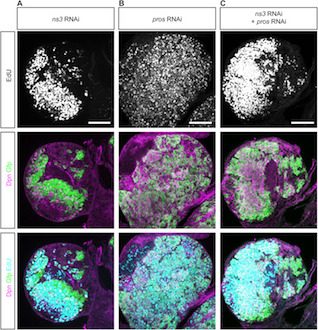 A
ns3 RNAi
B
pros RNAi
C
ns3 RNAi
+ pros RNAi
EdU
Dpn Gfp
Dpn Gfp EdU